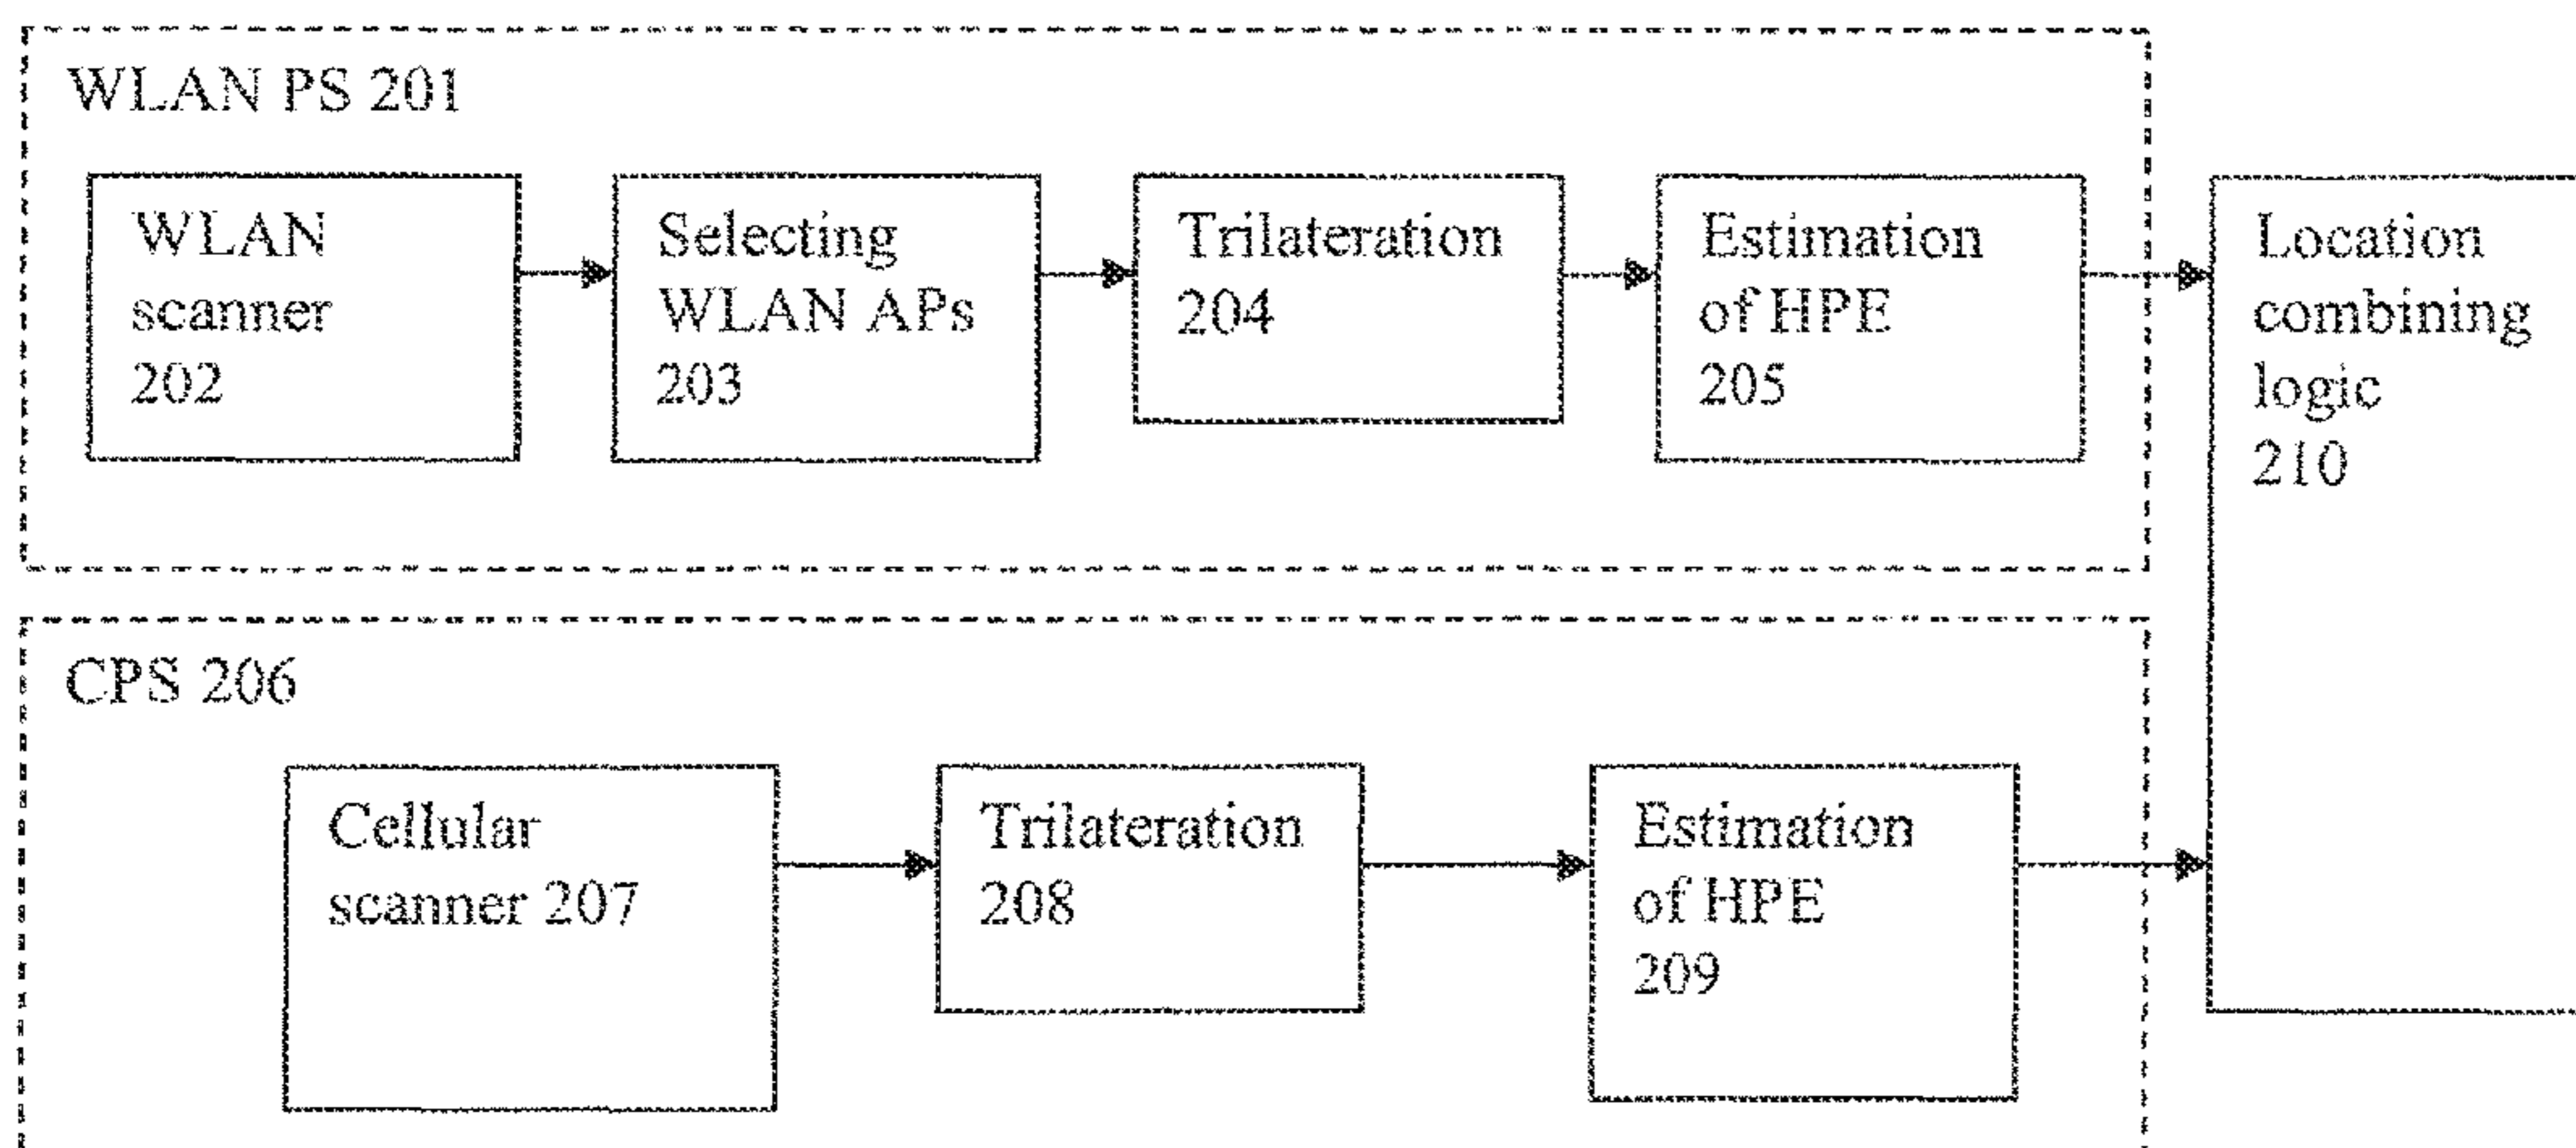 WLAN PS 201
WLAN
scanner
202
Selecting
WLAN APs
203
Trilateration
204
Estimation
of HPE
205
Location
combining
logic
210
CPS 206
Cellular
scanner 207
Trilateration
208
Estimation
of HPE
209